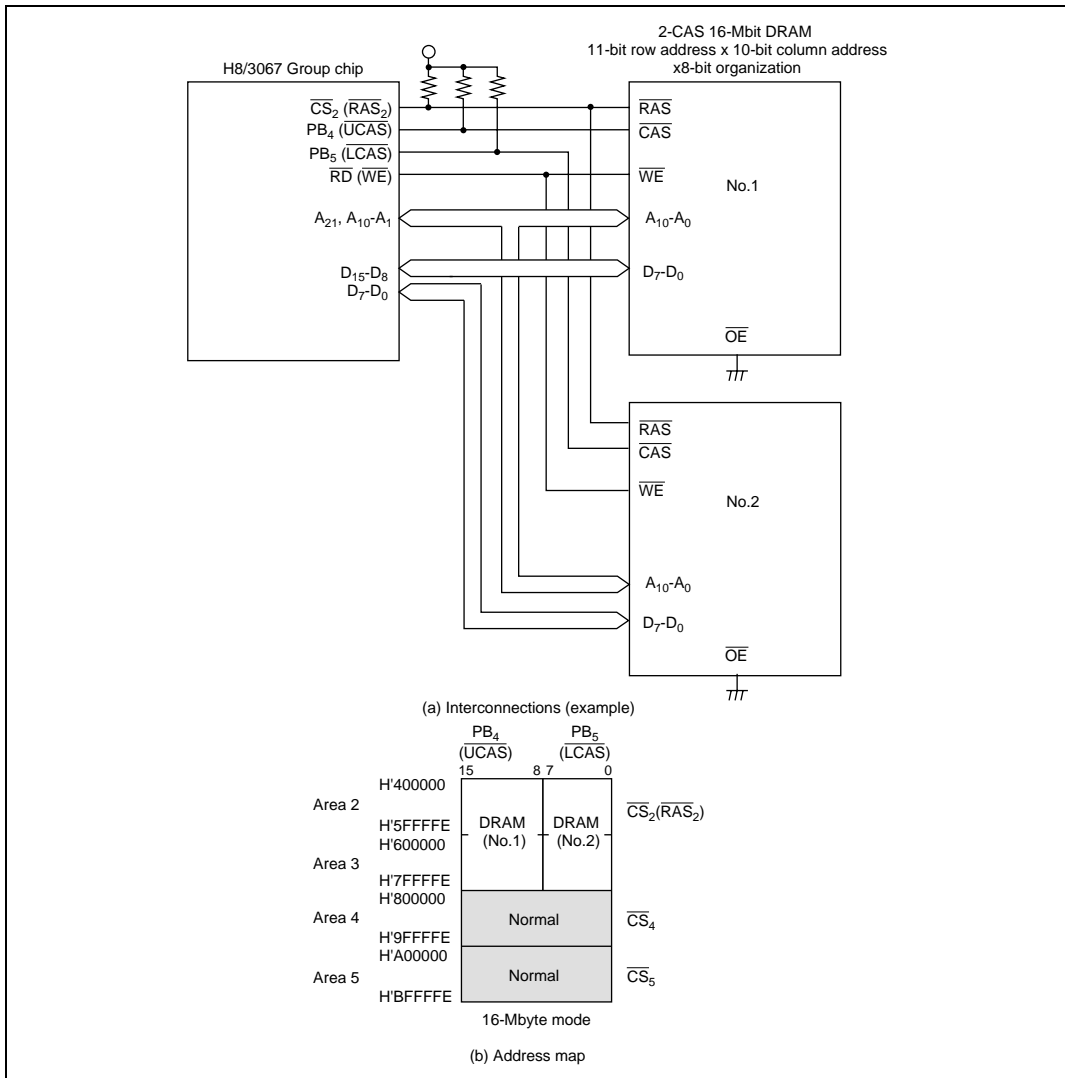 2-CAS 16-Mbit DRAM
11-bit row address x 10-bit column address
x8-bit organization
H8/3067 Group chip
CS2 (RAS2)
PB4 (UCAS)
PB5 (LCAS)
RD (WE)
A21, A10-A1
D15-D8
D7-D0
RAS
CAS
WE
No.1
A10-A0
D7-D0
OE
RAS
CAS
WE
No.2
A10-A0
D7-D0
OE
(a) Interconnections (example)
PB4 (UCAS)
PB5 (LCAS)
15 8 7 0
Area 2
H'400000
H'5FFFFE
Area 3
H'600000
H'7FFFFE
DRAM (No.1)
DRAM (No.2)
CS2(RAS2)
Area 4
H'800000
H'9FFFFE
Normal
CS4
Area 5
H'A00000
H'BFFFFE
Normal
CS5
16-Mbyte mode
(b) Address map